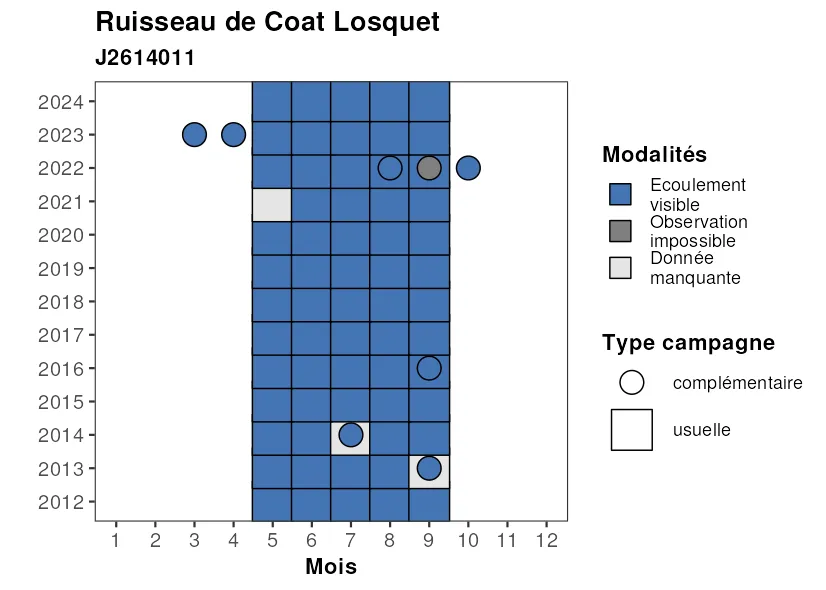 Ruisseau de Coat Losquet
J2614011
2024
2023
2022
2021
2020
2019
2018
2017
2016
2015
2014
2013
2012
1 2 3 4 5 6 7 8 9 10 11 12
Mois
Modalités
Ecoulement
visible
Observation
impossible
Donnée
manquante
Type campagne
complémentaire
usuelle